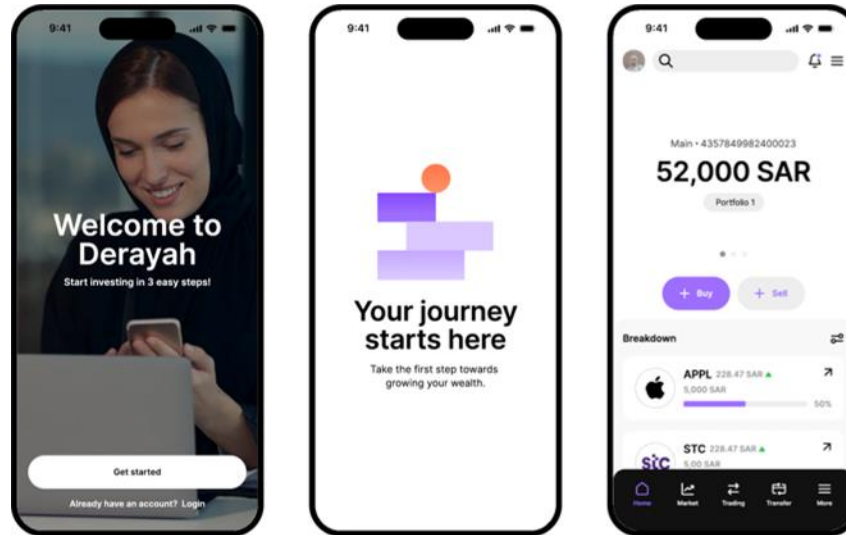 9:41
Welcome to
Derayah
Start investing in 3 easy steps!
Get started
Already have an account? Login
9:41
Your journey
starts here
Take the first step towards
growing your wealth.
9:41
Main • 4357849982400023
52,000 SAR
Portfolio 1
+ Buy
+ Sell
Breakdown
APPL 228.47 SAR
5,000 SAR
50%
STC 228.47 SAR
stc 5,00 SAR
Home
Market
Trading
Transfer
More